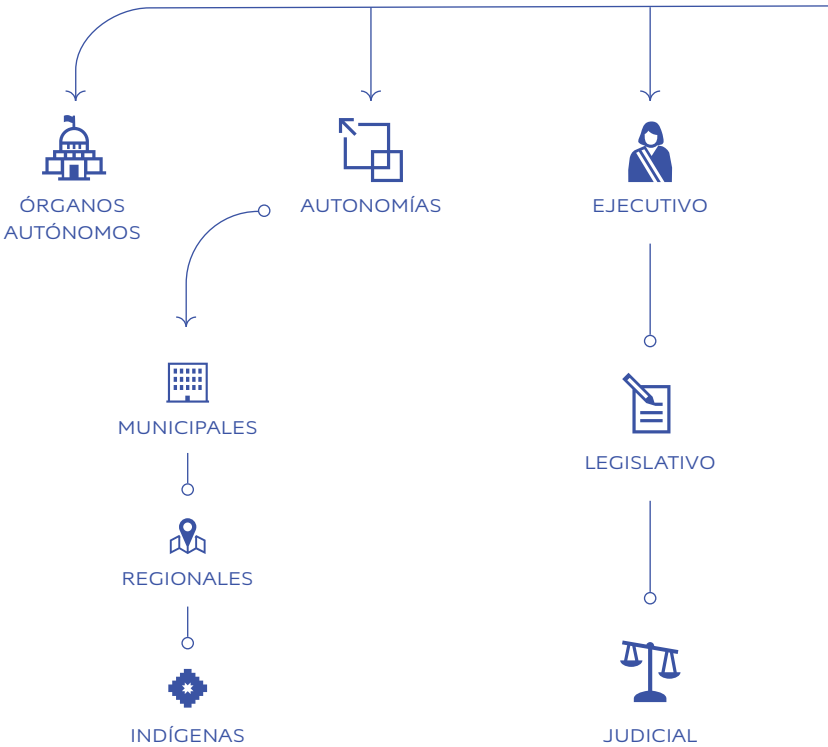 ÓRGANOS
AUTÓNOMOS
AUTONOMÍAS
EJECUTIVO
MUNICIPALES
LEGISLATIVO
REGIONALES
INDÍGENAS
JUDICIAL